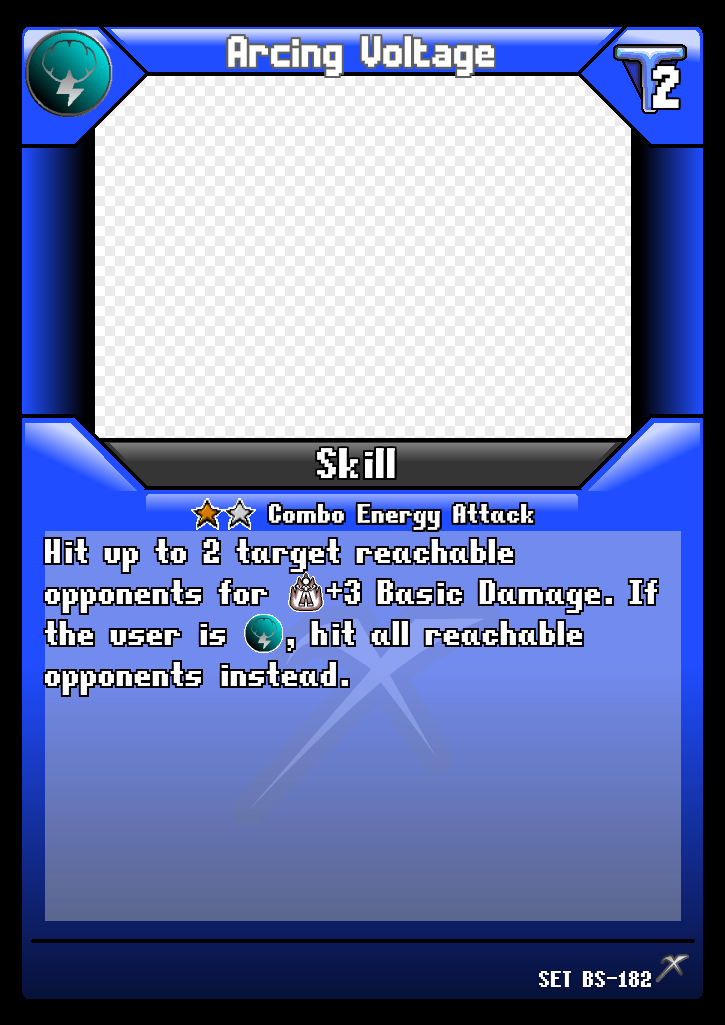 Arcing Voltage
2
Skill
Combo Energy Attack
Hit up to 2 target reachable
opponents for +3 Basic Damage. If
the user is , hit all reachable
opponents instead.
SET BS-182